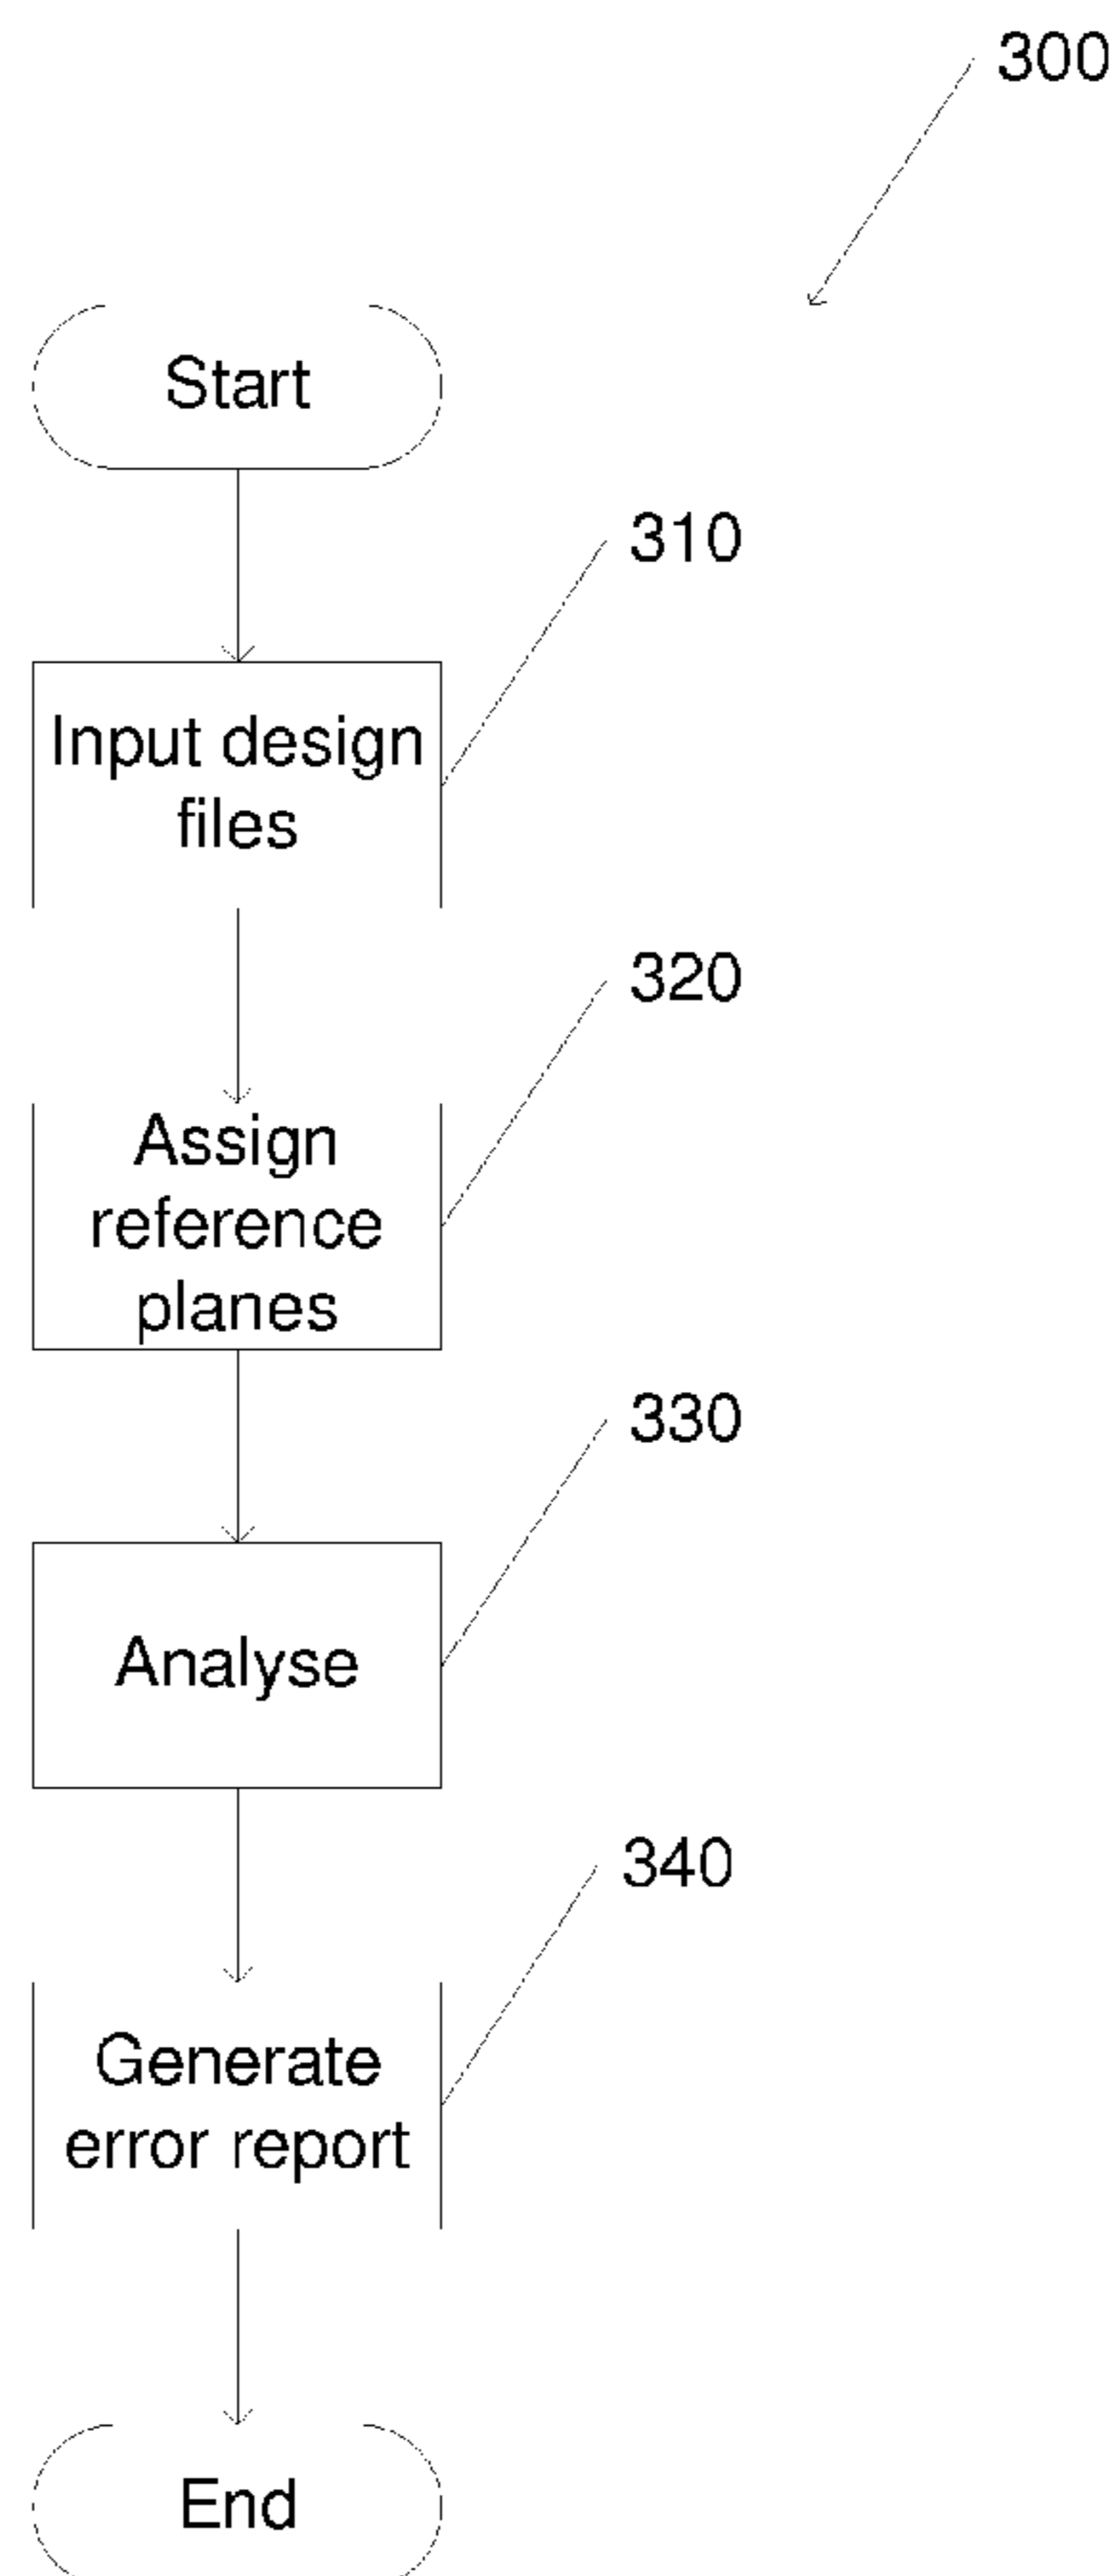 300
Start
310
Input design
files
320
Assign
reference
planes
330
Analyse
340
Generate
error report
End